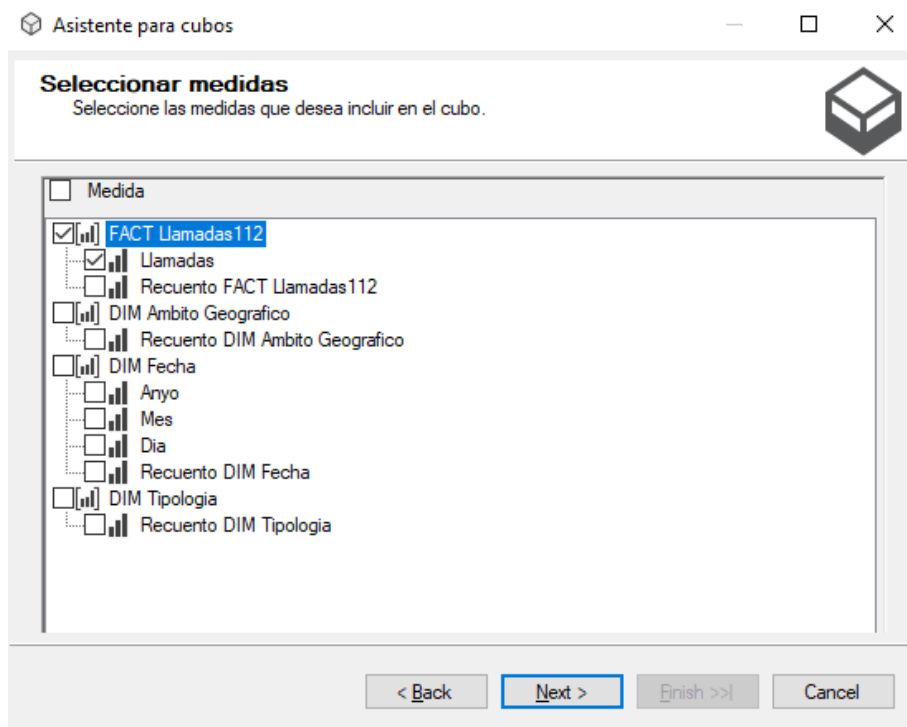 Asistente para cubos
Seleccionar medidas
Seleccione las medidas que desea incluir en el cubo.
Medida
FACT Llamadas112
Llamadas
Recuento FACT Llamadas112
DIM Ambito Geografico
Recuento DIM Ambito Geografico
DIM Fecha
Anyo
Mes
Dia
Recuento DIM Fecha
DIM Tipologia
Recuento DIM Tipologia
< Back Next > Finish >>| Cancel